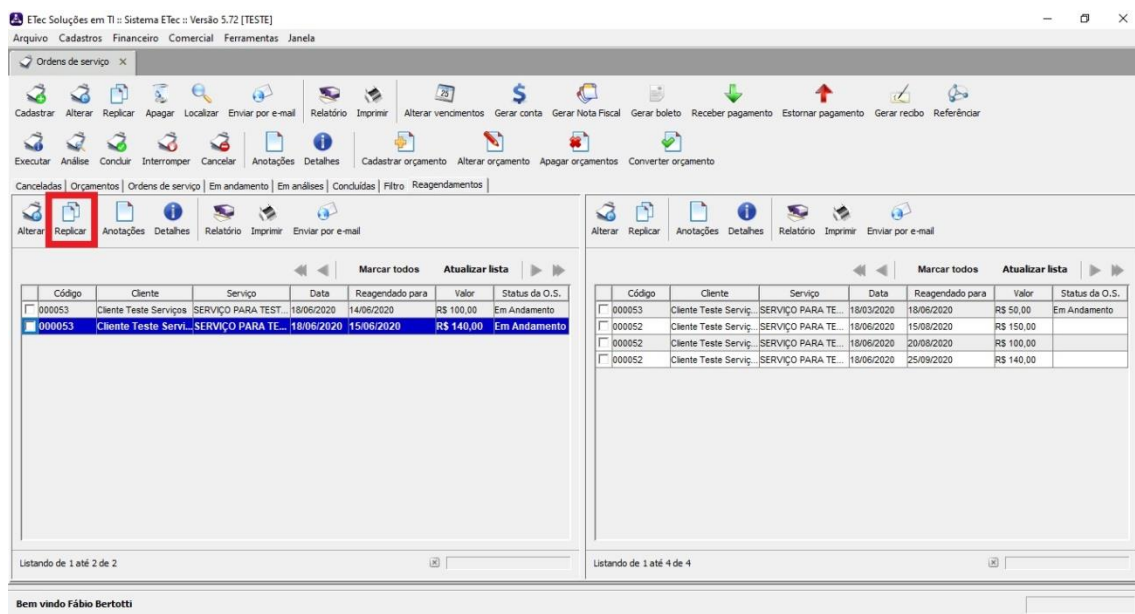 ETec Soluções em TI :: Sistema ETec :: Versão 5.72 [TESTE]
Arquivo Cadastros Financeiro Comercial Ferramentas Janela
Ordens de serviço
Cadastrar Alterar Replicar Apagar Localizar Enviar por e-mail Relatório Imprimir Alterar vencimentos Gerar conta Gerar Nota Fiscal Gerar boleto Receber pagamento Estornar pagamento Gerar recibo Referênciar
Executar Análise Concluir Interromper Cancelar Anotações Detalhes Cadastrar orçamento Alterar orçamento Apagar orçamentos Converter orçamento
Canceladas Orçamentos Ordens de serviço Em andamento Em análises Concluídas Filtro Reagendamentos
Alterar Replicar Anotações Detalhes Relatório Imprimir Enviar por e-mail
Marcar todos Atualizar lista
Código Cliente Serviço Data Reagendado para Valor Status da O.S.
000053 Cliente Teste Serviços SERVIÇO PARA TEST... 18/06/2020 14/06/2020 R$ 100,00 Em Andamento
000053 Cliente Teste Servi... SERVIÇO PARA TE... 18/06/2020 15/06/2020 R$ 140,00 Em Andamento
Listando de 1 até 2 de 2
Alterar Replicar Anotações Detalhes Relatório Imprimir Enviar por e-mail
Marcar todos Atualizar lista
Código Cliente Serviço Data Reagendado para Valor Status da O.S.
000053 Cliente Teste Serviç... SERVIÇO PARA TE... 18/03/2020 18/06/2020 R$ 50,00 Em Andamento
000052 Cliente Teste Serviç... SERVIÇO PARA TE... 18/06/2020 15/08/2020 R$ 150,00
000052 Cliente Teste Serviç... SERVIÇO PARA TE... 18/06/2020 20/08/2020 R$ 100,00
000052 Cliente Teste Serviç... SERVIÇO PARA TE... 18/06/2020 25/09/2020 R$ 140,00
Listando de 1 até 4 de 4
Bem vindo Fábio Bertotti